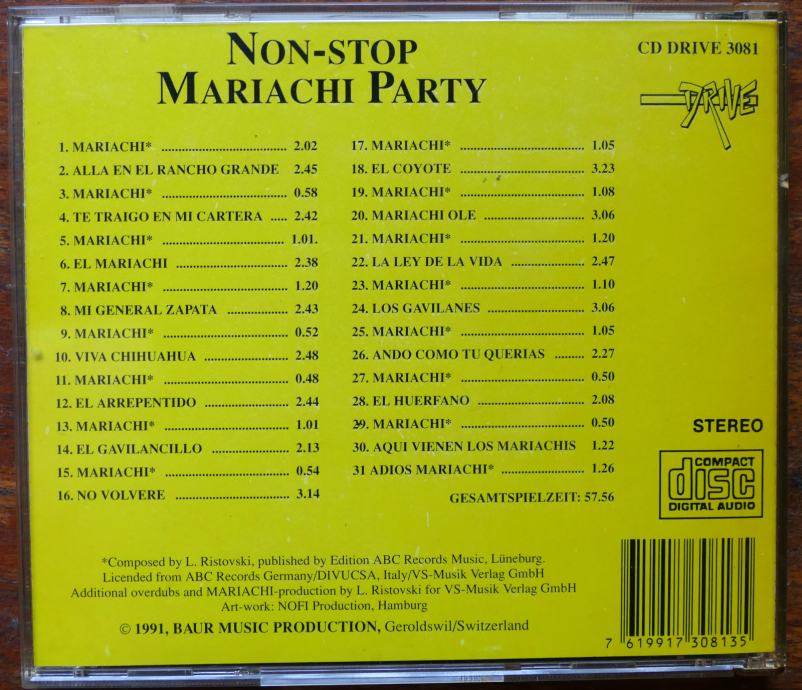 NON-STOP
MARIACHI PARTY
CD DRIVE 3081
DRIVE
1. MARIACHI* ........................................ 2.02
2. ALLA EN EL RANCHO GRANDE 2.45
3. MARIACHI* ........................................ 0.58
4. TE TRAIGO EN MI CARTERA ..... 2.42
5. MARIACHI* ........................................ 1.01.
6. EL MARIACHI ................................... 2.38
7. MARIACHI* ........................................ 1.20
8. MI GENERAL ZAPATA .................. 2.43
9. MARIACHI* ........................................ 0.52
10. VIVA CHIHUAHUA ......................... 2.48
11. MARIACHI* ...................................... 0.48
12. EL ARREPENTIDO ......................... 2.44
13. MARIACHI* ...................................... 1.01
14. EL GAVILANCILLO ....................... 2.13
15. MARIACHI* ...................................... 0.54
16. NO VOLVERE ................................... 3.14
17. MARIACHI* ...................................... 1.05
18. EL COYOTE ...................................... 3.23
19. MARIACHI* ...................................... 1.08
20. MARIACHI OLE ............................... 3.06
21. MARIACHI* ...................................... 1.20
22. LA LEY DE LA VIDA ...................... 2.47
23. MARIACHI* ...................................... 1.10
24. LOS GAVILANES ............................. 3.06
25. MARIACHI* ...................................... 1.05
26. ANDO COMO TU QUERIAS ......... 2.27
27. MARIACHI* ...................................... 0.50
28. EL HUERFANO ................................ 2.08
29. MARIACHI* ...................................... 0.50
30. AQUI VIENEN LOS MARIACHIS 1.22
31 ADIOS MARIACHI* ......................... 1.26
GESAMTSPIELZEIT: 57.56
STEREO
COMPACT
disc
DIGITAL AUDIO
*Composed by L. Ristovski, published by Edition ABC Records Music, Lüneburg.
Licenced from ABC Records Germany/DIVUCSA, Italy/VS-Musik Verlag GmbH
Additional overdubs and MARIACHI-production by L. Ristovski for VS-Musik Verlag GmbH
Art-work: NOFI Production, Hamburg
© 1991, BAUR MUSIC PRODUCTION, Geroldswil/Switzerland
7 619917 308135